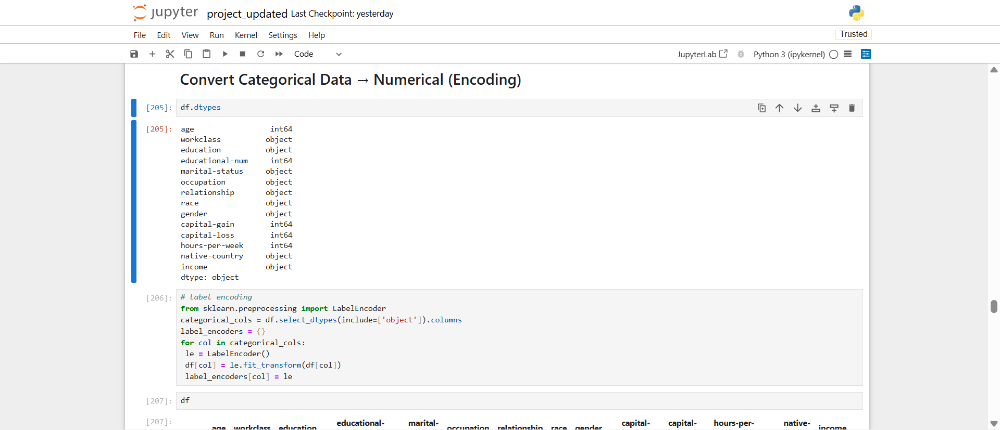 jupyter project_updated Last Checkpoint: yesterday
File Edit View Run Kernel Settings Help
Trusted
Code
JupyterLab
Python 3 (ipykernel)
Convert Categorical Data → Numerical (Encoding)
[205]: df.dtypes
[205]: age int64
workclass object
education object
educational-num int64
marital-status object
occupation object
relationship object
race object
gender object
capital-gain int64
capital-loss int64
hours-per-week int64
native-country object
income object
dtype: object
[206]: # label encoding
from sklearn.preprocessing import LabelEncoder
categorical_cols = df.select_dtypes(include=['object']).columns
label_encoders = {}
for col in categorical_cols:
 le = LabelEncoder()
 df[col] = le.fit_transform(df[col])
 label_encoders[col] = le
[207]: df
[207]: educational- marital- capital- capital- hours-per- native-
age workclass education occupation relationship race gender income